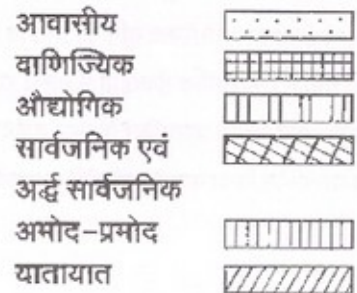 आवासीय
वाणिज्यिक
औद्योगिक
सार्वजनिक एवं
अर्द्ध सार्वजनिक
अमोद-प्रमोद
यातायात